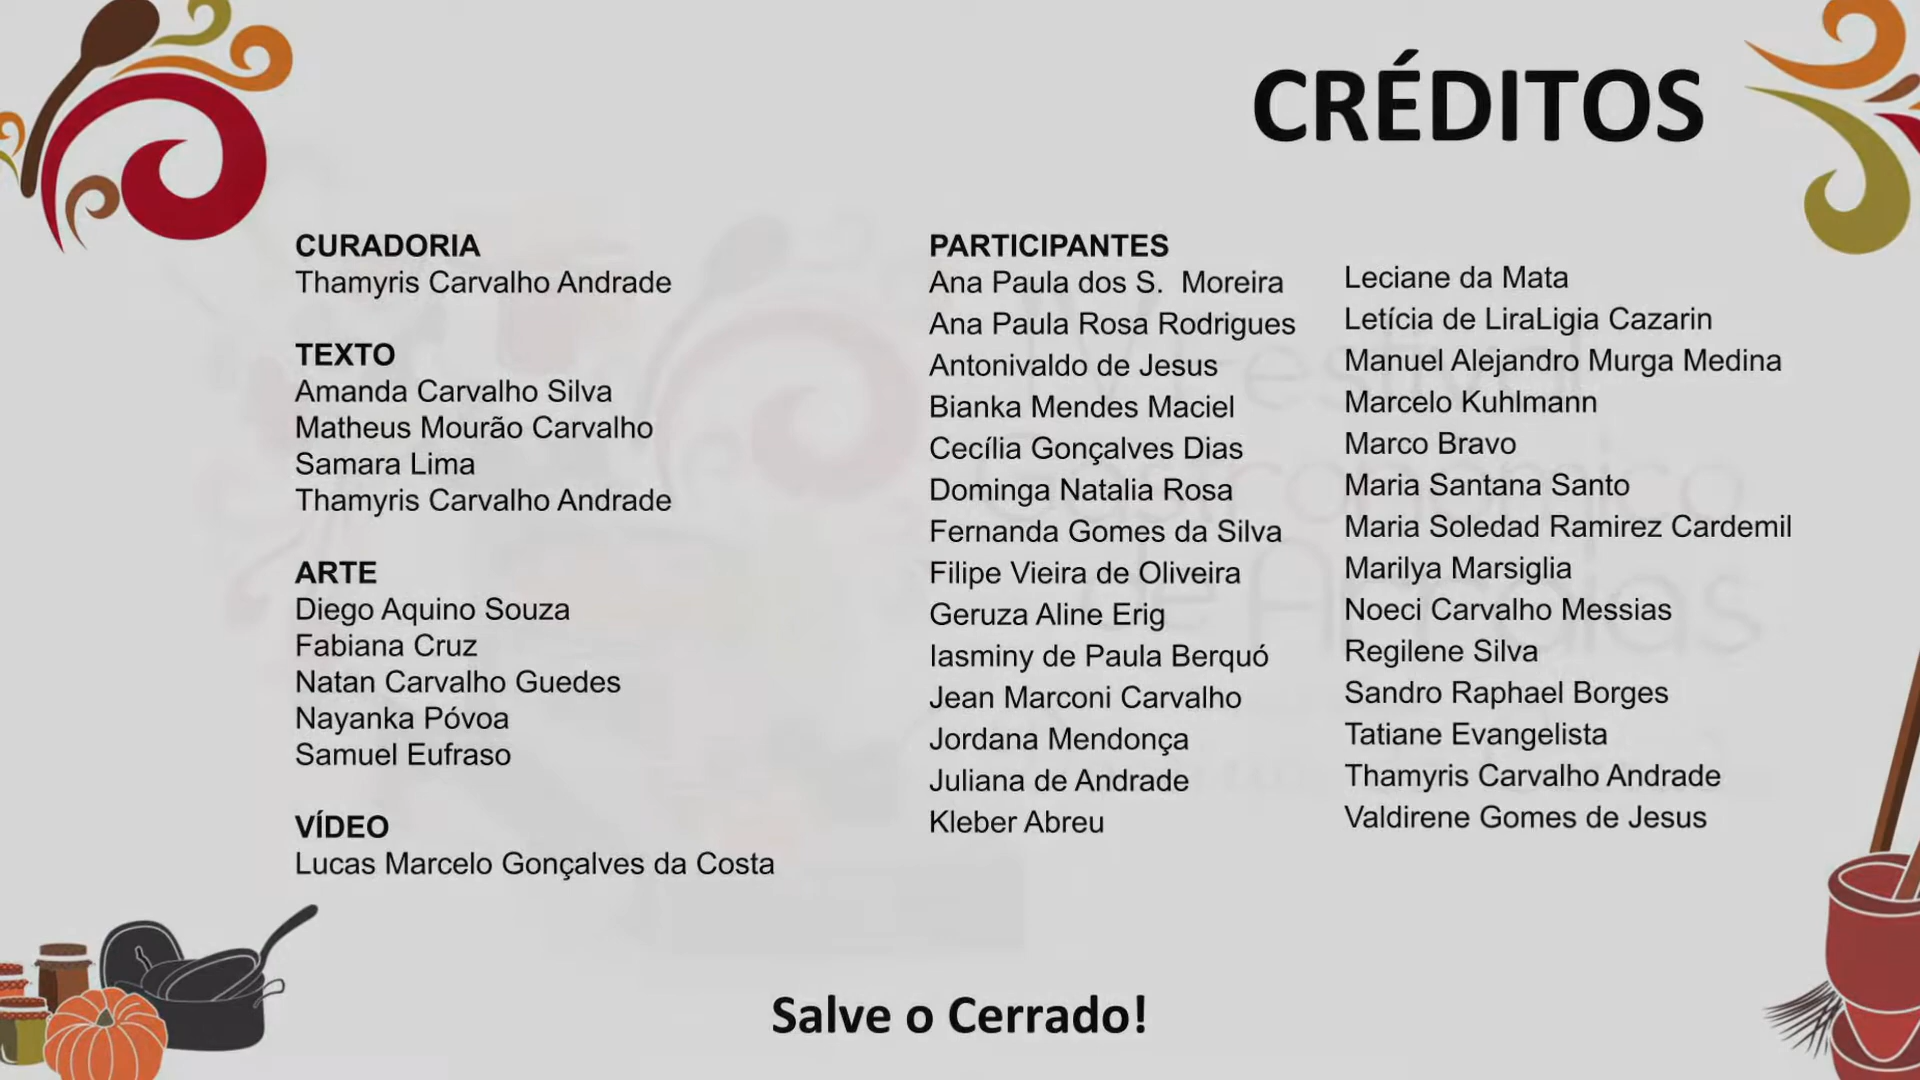 CRÉDITOS
CURADORIA
Thamyris Carvalho Andrade
TEXTO
Amanda Carvalho Silva
Matheus Mourão Carvalho
Samara Lima
Thamyris Carvalho Andrade
ARTE
Diego Aquino Souza
Fabiana Cruz
Natan Carvalho Guedes
Nayanka Póvoa
Samuel Eufraso
VÍDEO
Lucas Marcelo Gonçalves da Costa
PARTICIPANTES
Ana Paula dos S.  Moreira
Ana Paula Rosa Rodrigues
Antonivaldo de Jesus
Bianka Mendes Maciel
Cecília Gonçalves Dias
Dominga Natalia Rosa
Fernanda Gomes da Silva
Filipe Vieira de Oliveira
Geruza Aline Erig
Iasminy de Paula Berquó
Jean Marconi Carvalho
Jordana Mendonça
Juliana de Andrade
Kleber Abreu
Leciane da Mata
Letícia de LiraLigia Cazarin
Manuel Alejandro Murga Medina
Marcelo Kuhlmann
Marco Bravo
Maria Santana Santo
Maria Soledad Ramirez Cardemil
Marilya Marsiglia
Noeci Carvalho Messias
Regilene Silva
Sandro Raphael Borges
Tatiane Evangelista
Thamyris Carvalho Andrade
Valdirene Gomes de Jesus
IV Festival
Gastronômico
de Arraias
Salve o Cerrado!